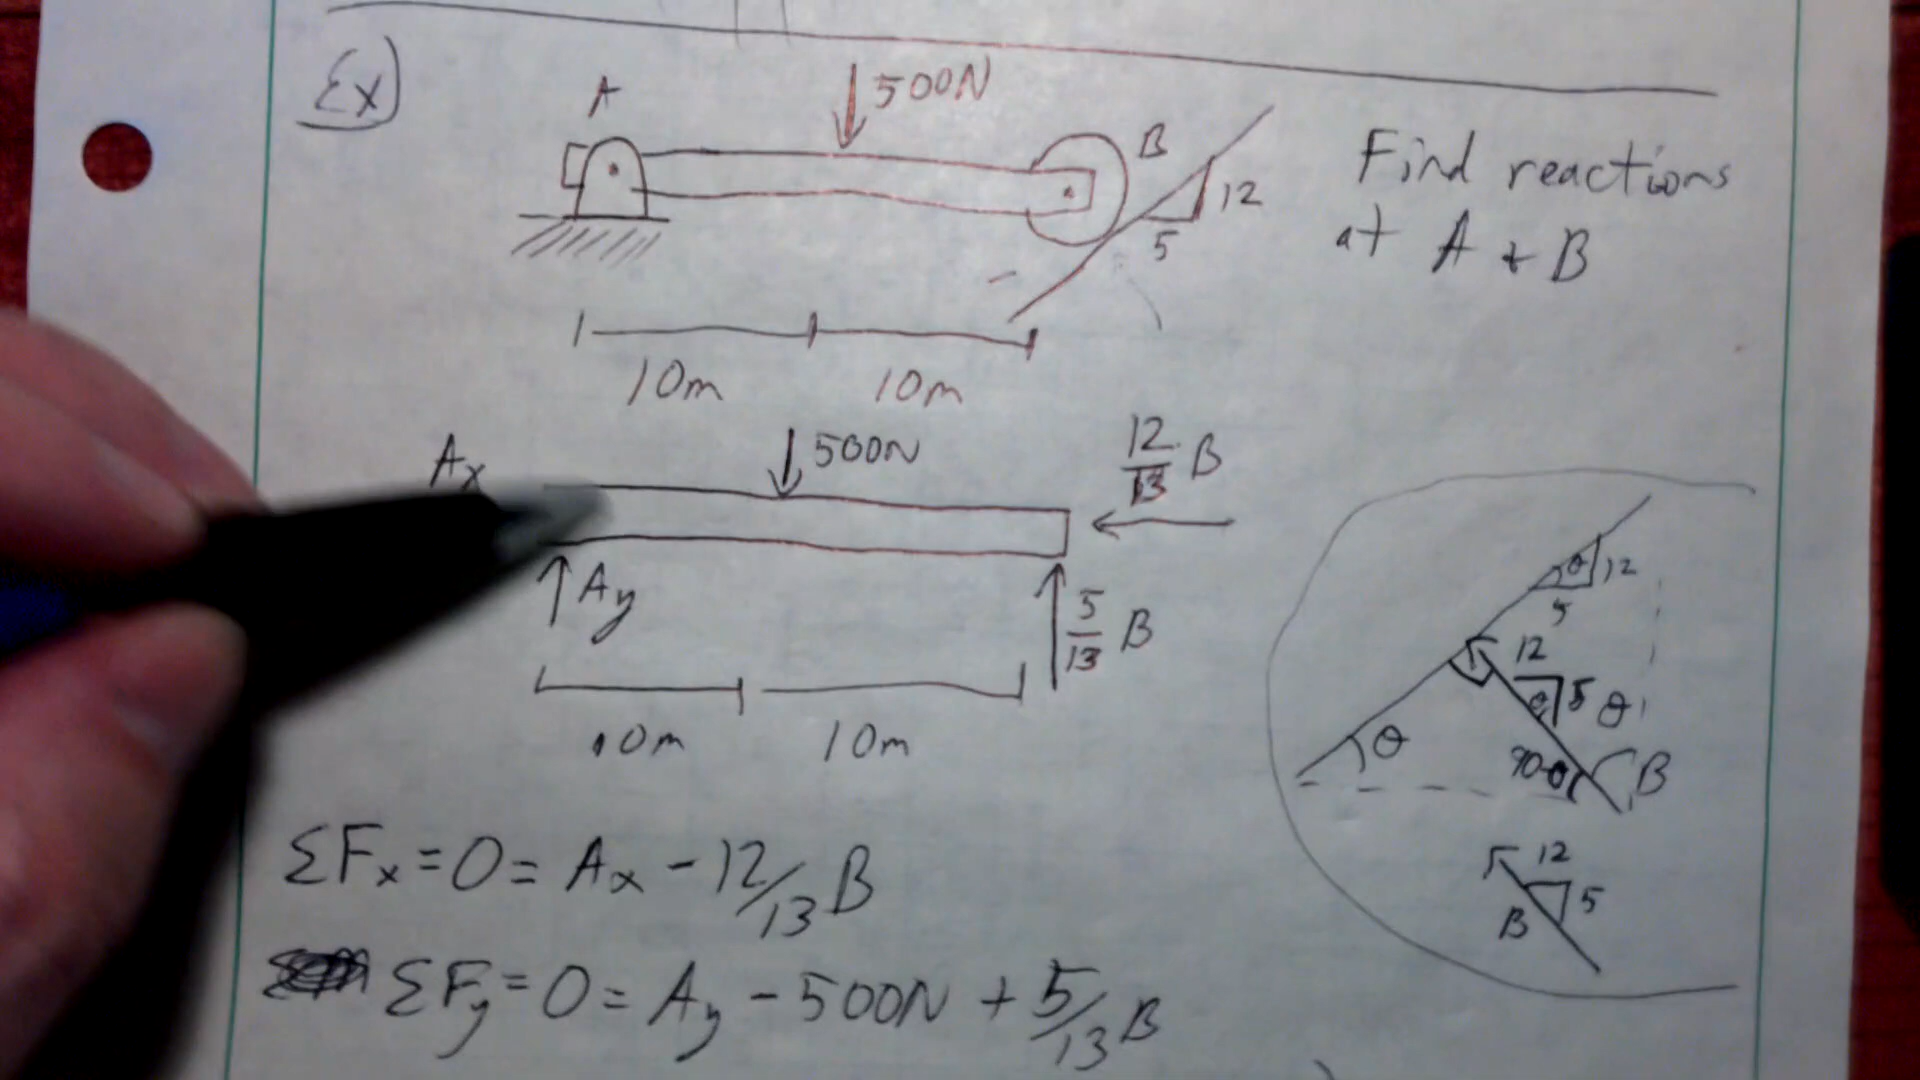 Ex)
A
500N
B
12
5
Find reactions
at A + B
10m
10m
Ax
500N
12/13 B
Ay
5/13 B
10m
10m
θ
12
5
12
5
θ
θ
θ
90-θ
B
12
5
B
ΣFx = 0 = Ax - 12/13 B
ΣFy = 0 = Ay - 500N + 5/13 B